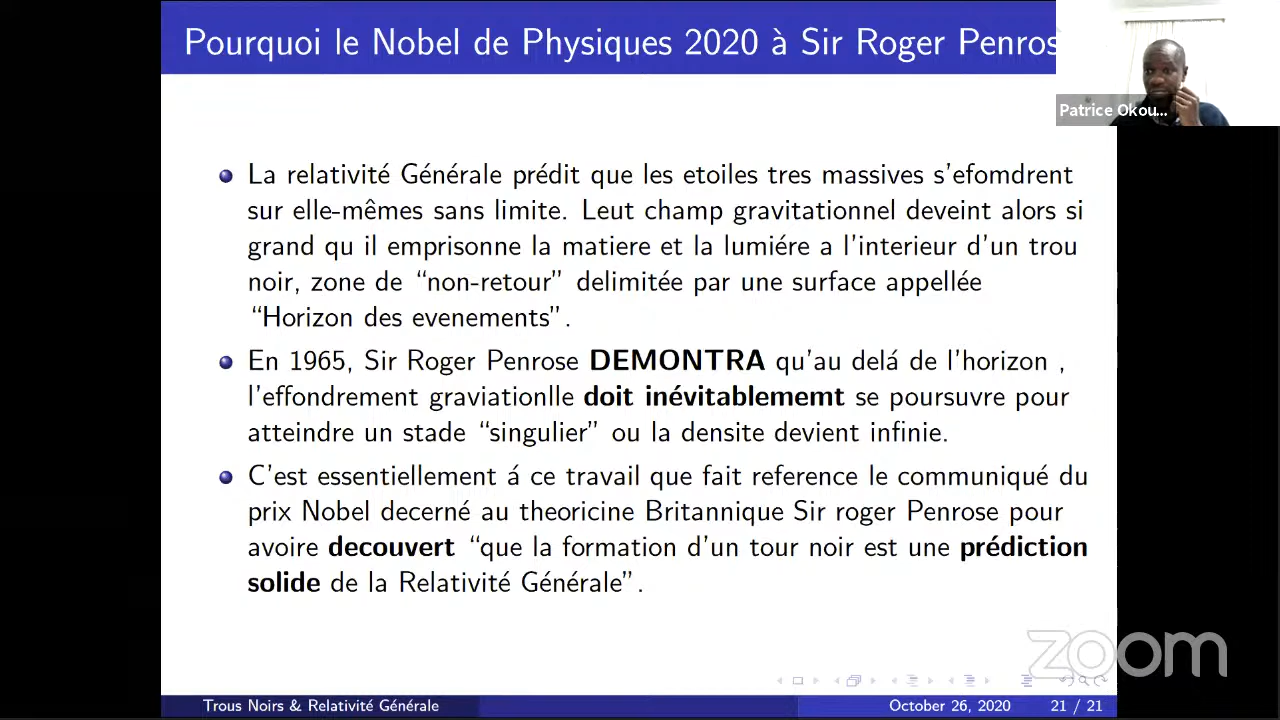 Pourquoi le Nobel de Physiques 2020 à Sir Roger Penros
Patrice Okou...
La relativité Générale prédit que les etoiles tres massives s'efomdrent
sur elle-mêmes sans limite. Leut champ gravitationnel deveint alors si
grand qu il emprisonne la matiere et la lumiére a l'interieur d'un trou
noir, zone de “non-retour” delimitée par une surface appellée
“Horizon des evenements”.
En 1965, Sir Roger Penrose DEMONTRA qu'au delá de l'horizon ,
l'effondrement graviationlle doit inévitablememt se poursuvre pour
atteindre un stade “singulier” ou la densite devient infinie.
C'est essentiellement á ce travail que fait reference le communiqué du
prix Nobel decerné au theoricine Britannique Sir roger Penrose pour
avoire decouvert “que la formation d'un tour noir est une prédiction
solide de la Relativité Générale”.
zoom
Trous Noirs & Relativité Générale October 26, 2020 21 / 21